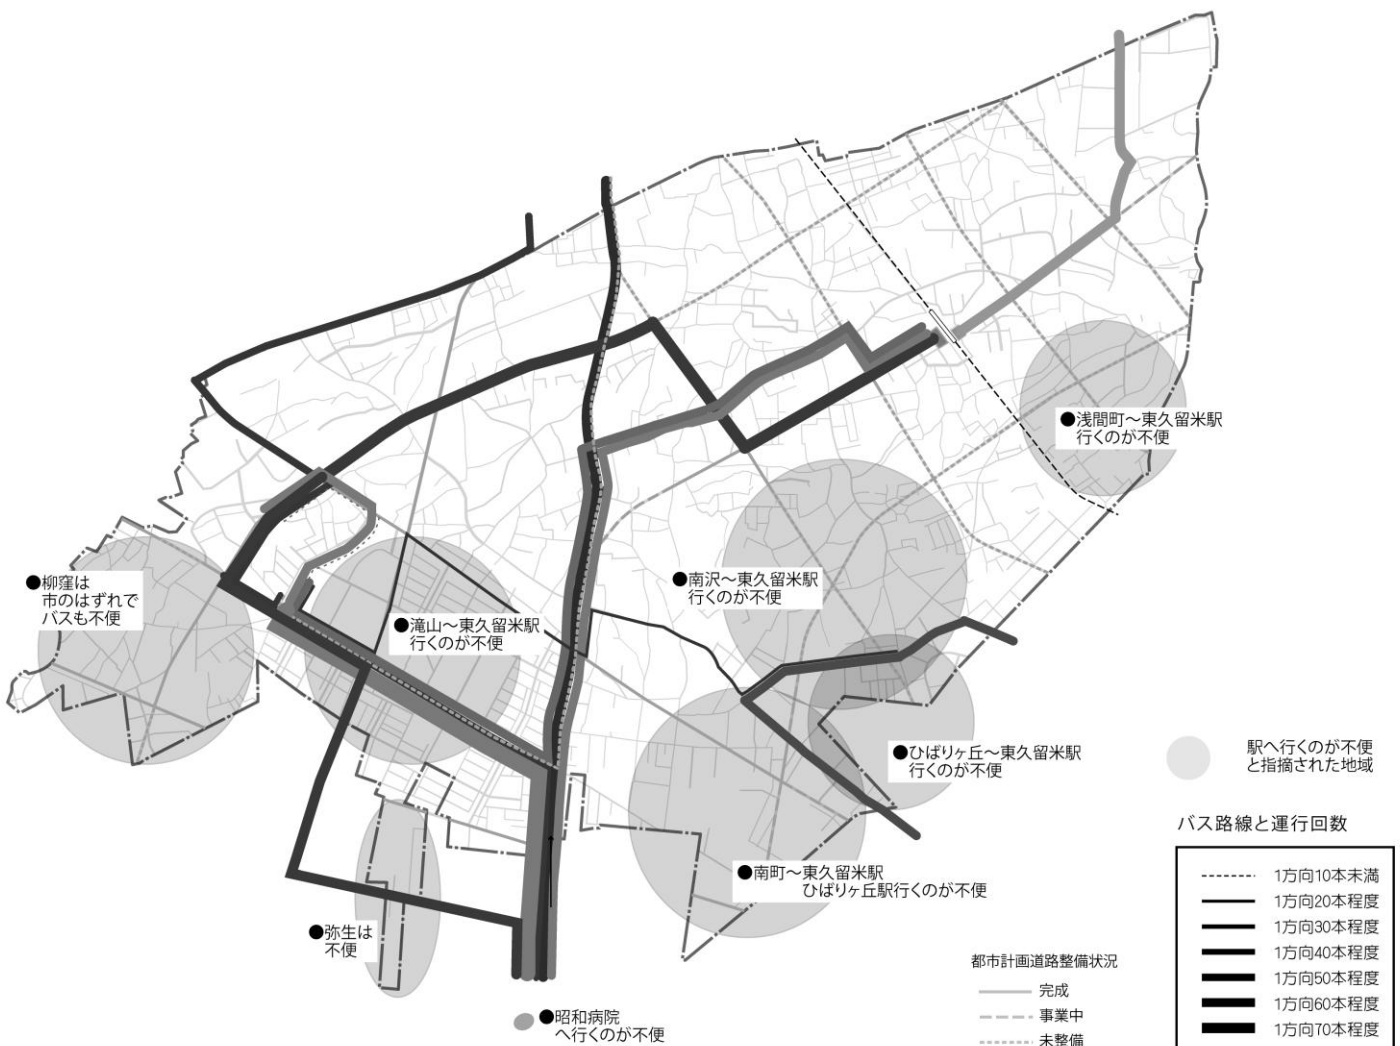 ●浅間町～東久留米駅
行くのが不便
●柳窪は
市のはずれで
バスも不便
●滝山～東久留米駅
行くのが不便
●南沢～東久留米駅
行くのが不便
●ひばりヶ丘～東久留米駅
行くのが不便
●南町～東久留米駅
ひばりヶ丘駅行くのが不便
●弥生は
不便
●昭和病院
へ行くのが不便
駅へ行くのが不便
と指摘された地域
バス路線と運行回数
1方向10本未満
1方向20本程度
1方向30本程度
1方向40本程度
1方向50本程度
1方向60本程度
1方向70本程度
都市計画道路整備状況
完成
事業中
未整備